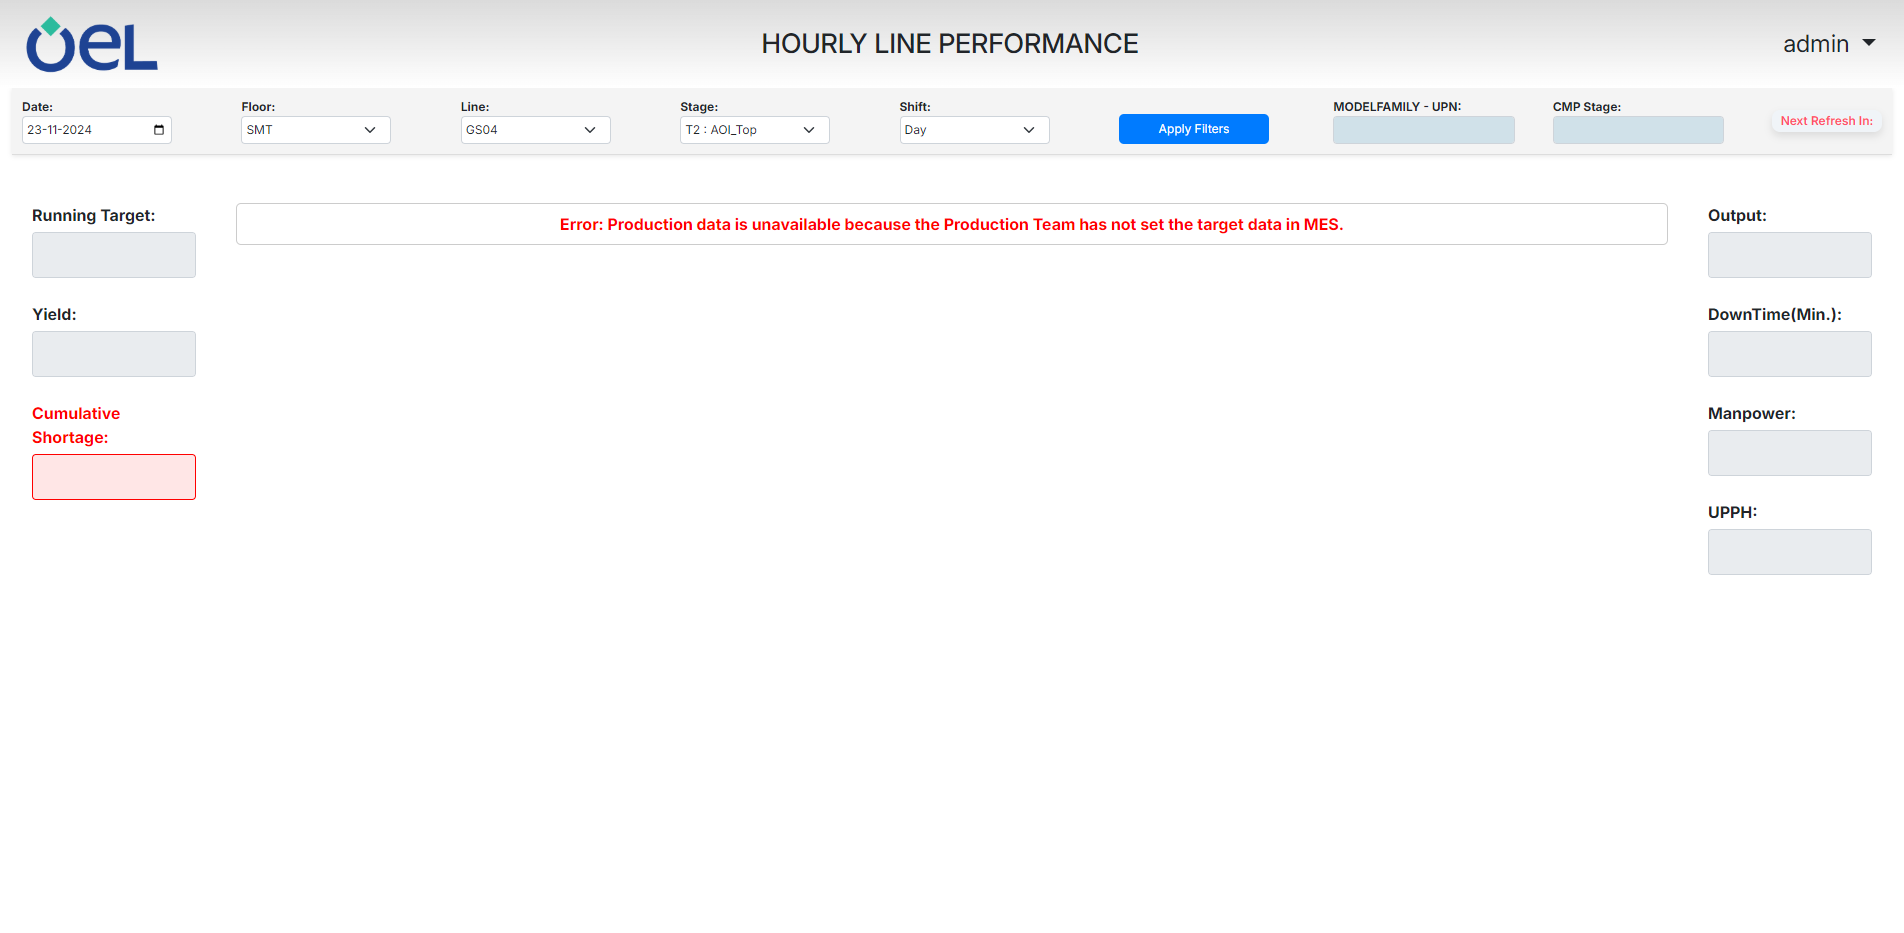 oeL
HOURLY LINE PERFORMANCE
admin
Date:
23-11-2024
Floor:
SMT
Line:
GS04
Stage:
T2 : AOI_Top
Shift:
Day
Apply Filters
MODELFAMILY - UPN:
CMP Stage:
Next Refresh In:
Running Target:
Yield:
Cumulative
Shortage:
Error: Production data is unavailable because the Production Team has not set the target data in MES.
Output:
DownTime(Min.):
Manpower:
UPPH: